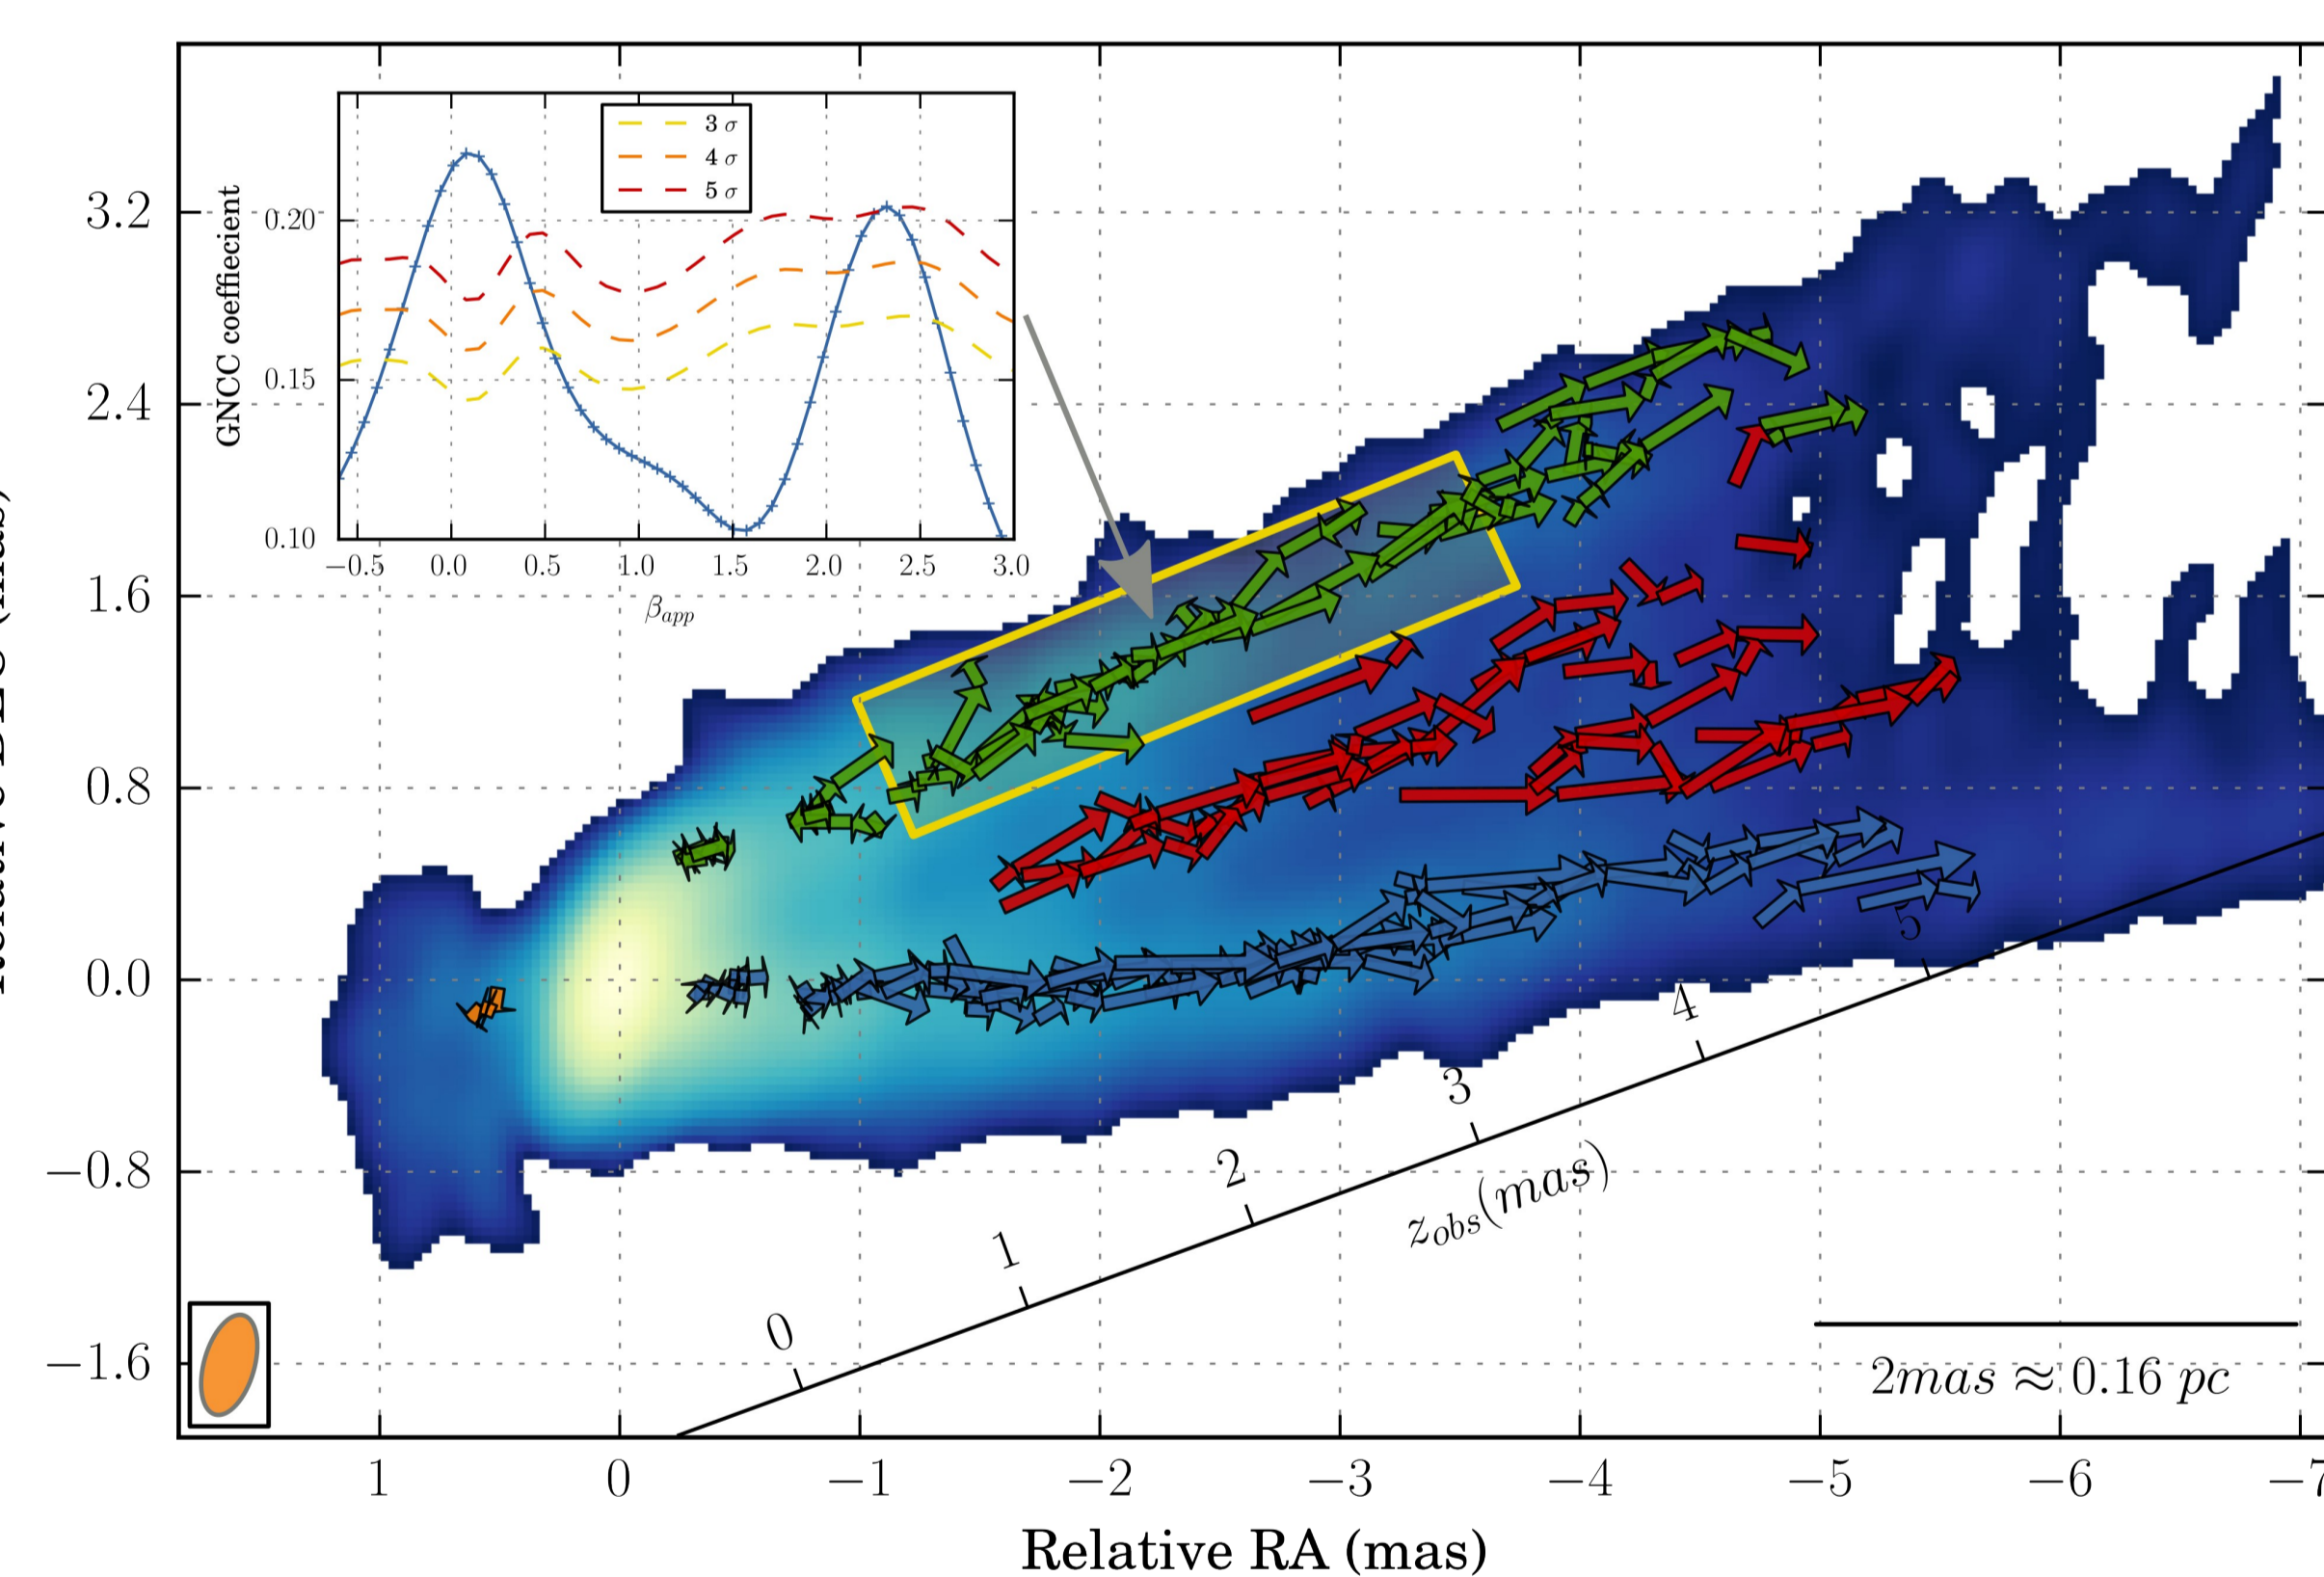 3 σ
4 σ
5 σ
GNCC coeffiecient
0.20
0.15
0.10
−0.5 0.0 0.5 1.0 1.5 2.0 2.5 3.0
β_app
3.2
2.4
1.6
0.8
0.0
−0.8
−1.6
0 1 2 3 4 5
z_obs(mas)
2mas ≈ 0.16 pc
1 0 −1 −2 −3 −4 −5 −6
Relative RA (mas)